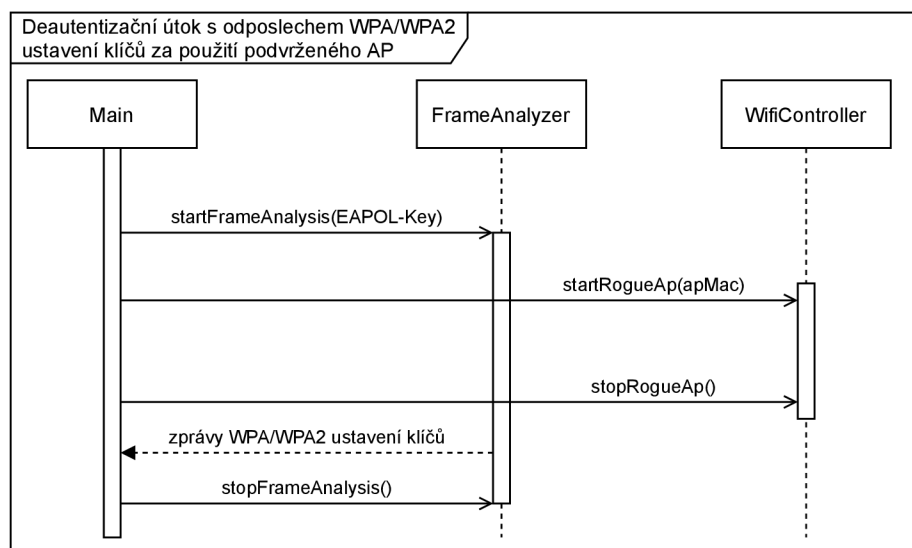 Deautentizační útok s odposlechem WPA/WPA2
ustavení klíčů za použití podvrženého AP
Main
FrameAnalyzer
WifiController
startFrameAnalysis(EAPOL-Key)
startRogueAp(apMac)
stopRogueAp()
zprávy WPA/WPA2 ustavení klíčů
stopFrameAnalysis()